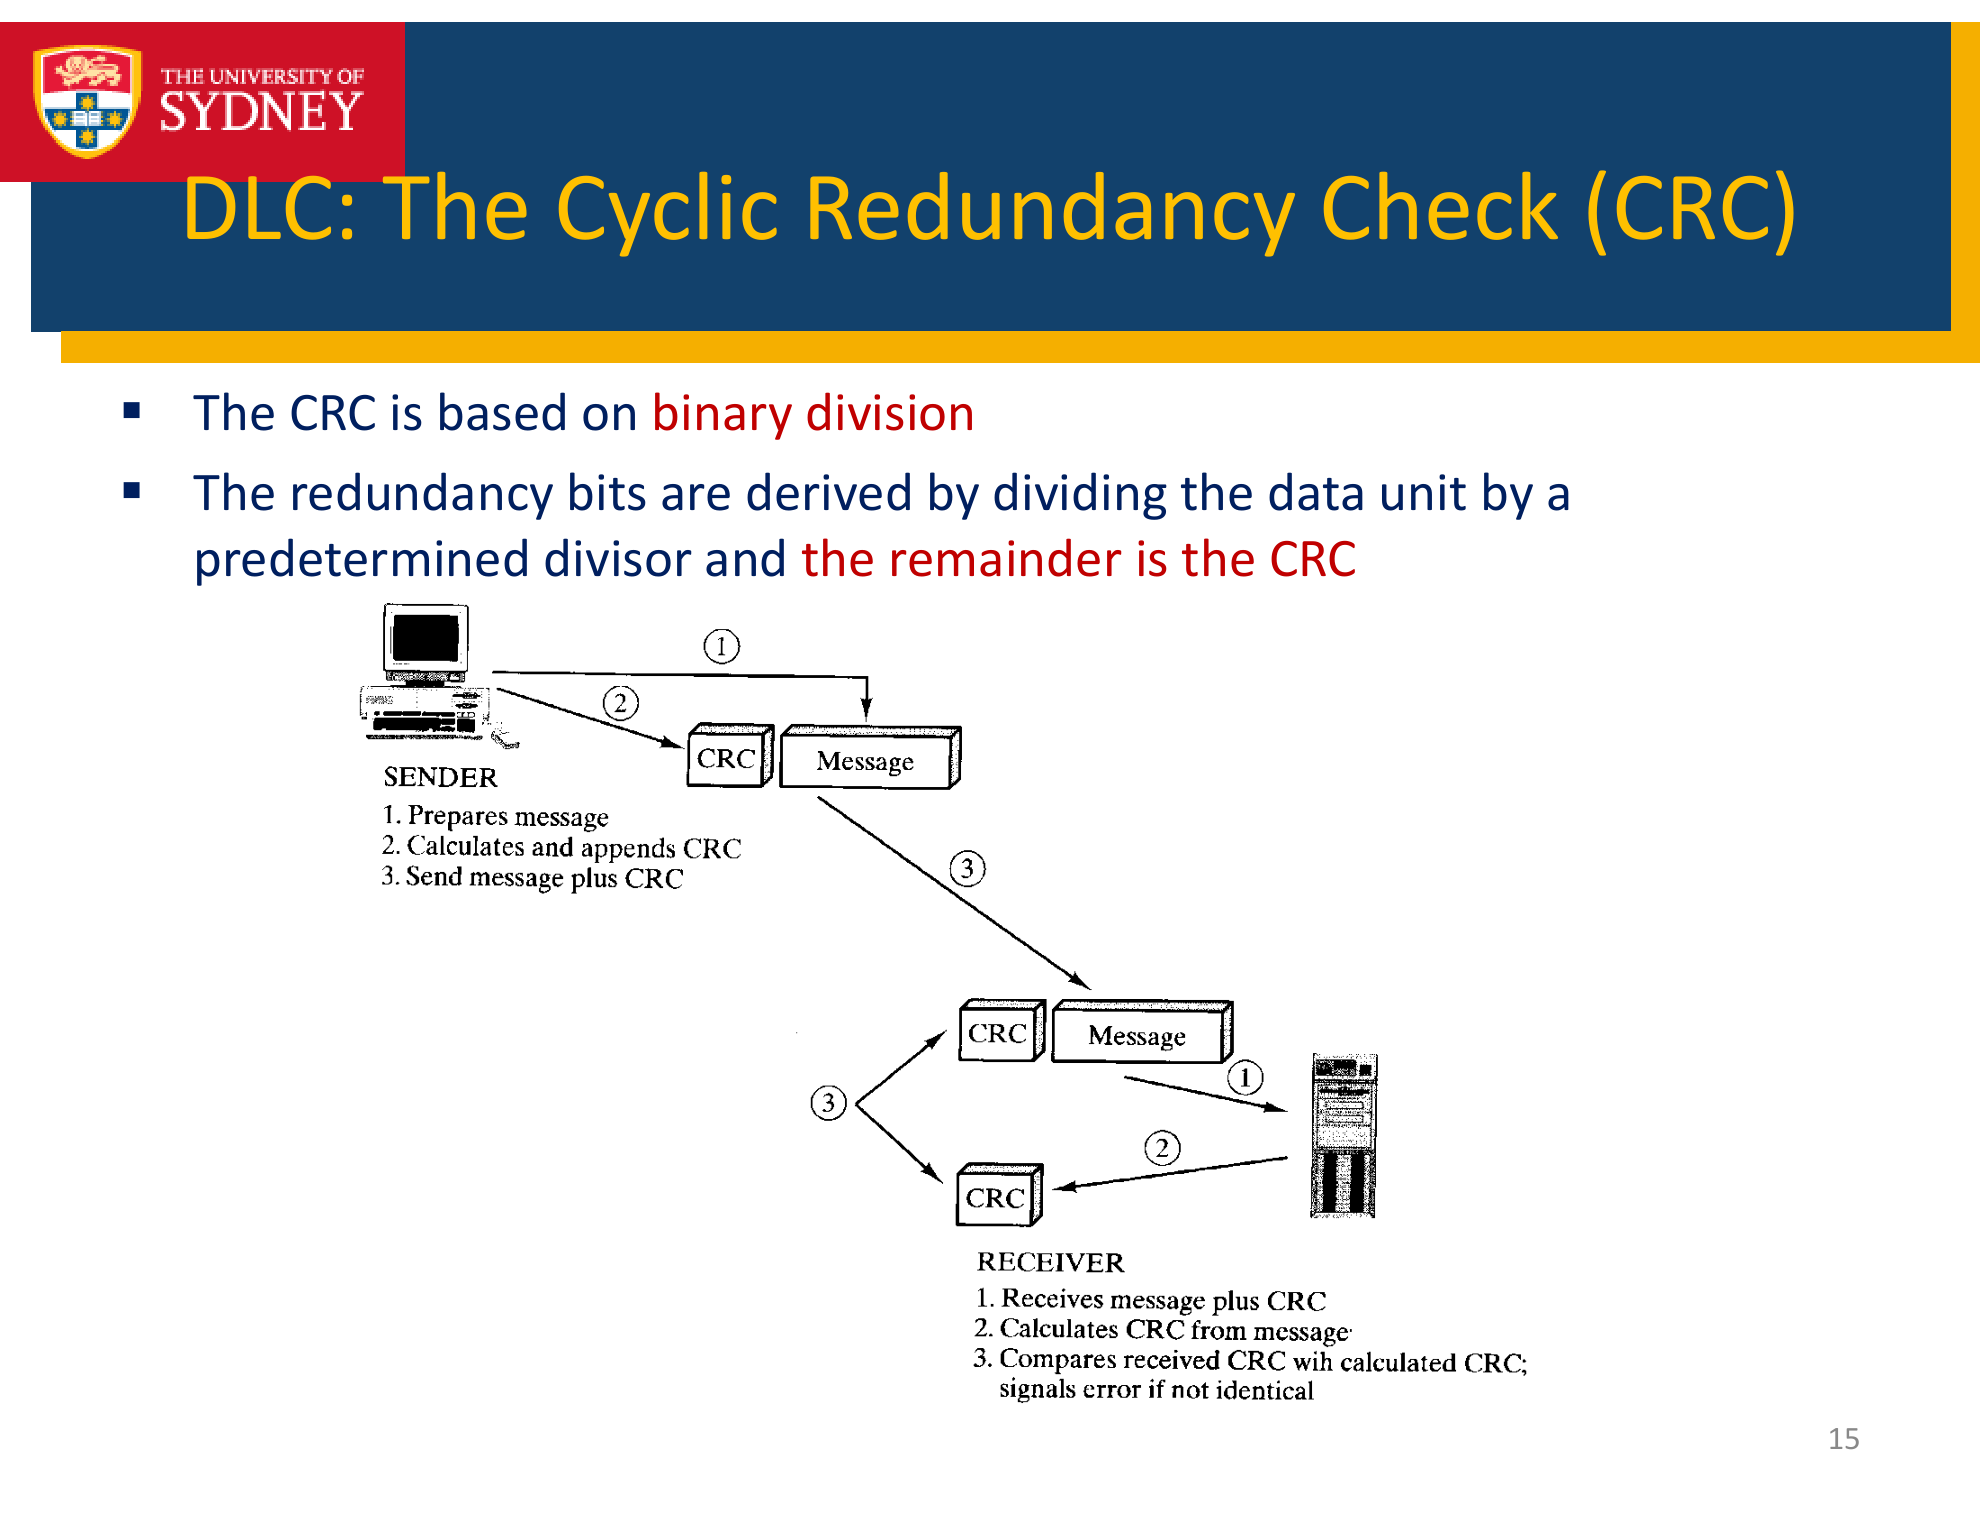 THE UNIVERSITY OF
SYDNEY
DLC: The Cyclic Redundancy Check (CRC)
▪ The CRC is based on binary division
▪ The redundancy bits are derived by dividing the data unit by a
predetermined divisor and the remainder is the CRC
1
2
CRC
Message
SENDER
1. Prepares message
2. Calculates and appends CRC
3. Send message plus CRC
3
CRC
Message
1
3
2
CRC
RECEIVER
1. Receives message plus CRC
2. Calculates CRC from message
3. Compares received CRC wih calculated CRC;
signals error if not identical
15